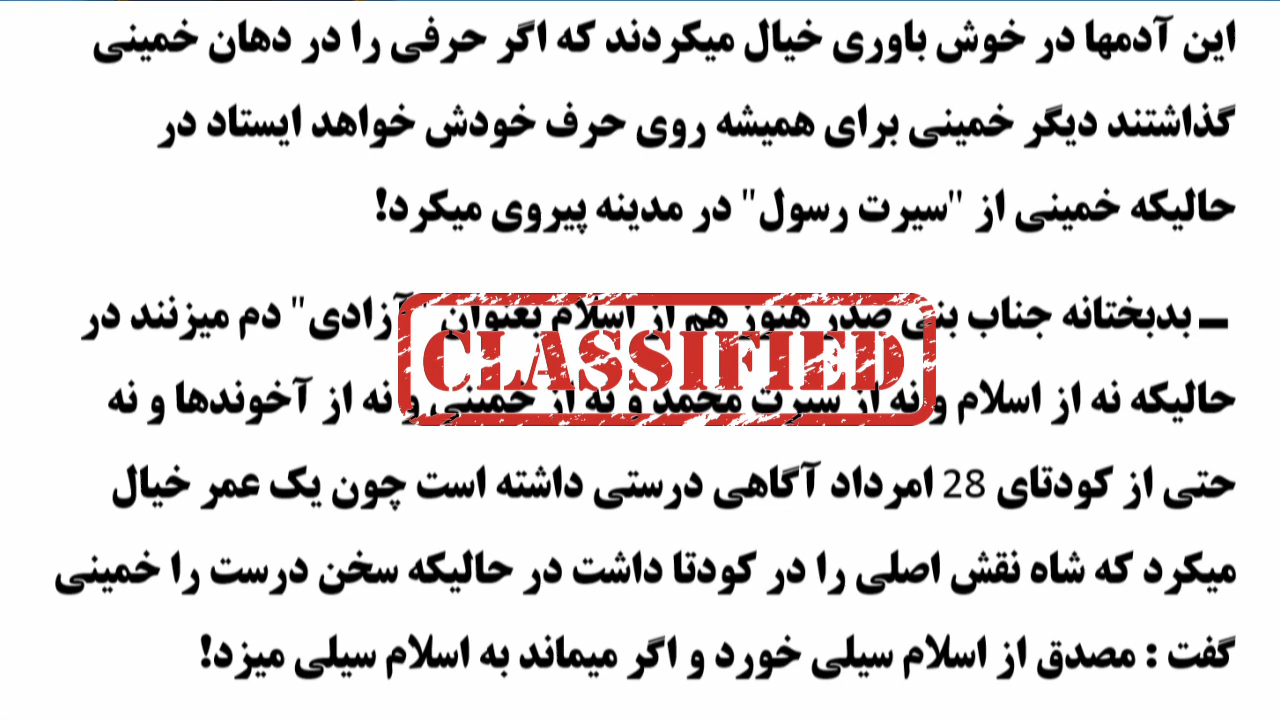 این آدمها در خوش باوری خیال میکردند که اگر حرفی را در دهان خمینی
گذاشتند دیگر خمینی برای همیشه روی حرف خودش خواهد ایستاد در
حالیکه خمینی از "سیرت رسول" در مدینه پیروی میکرد!
ــ بدبختانه جناب بنی صدر هنوز هم از اسلام بعنوان "آزادی" دم میزنند در
CLASSIFIED
حالیکه نه از اسلام و نه از سیرت محمد و نه از خمینی و نه از آخوندها و نه
حتی از کودتای 28 امرداد آگاهی درستی داشته است چون یک عمر خیال
میکرد که شاه نقش اصلی را در کودتا داشت در حالیکه سخن درست را خمینی
گفت : مصدق از اسلام سیلی خورد و اگر میماند به اسلام سیلی میزد!